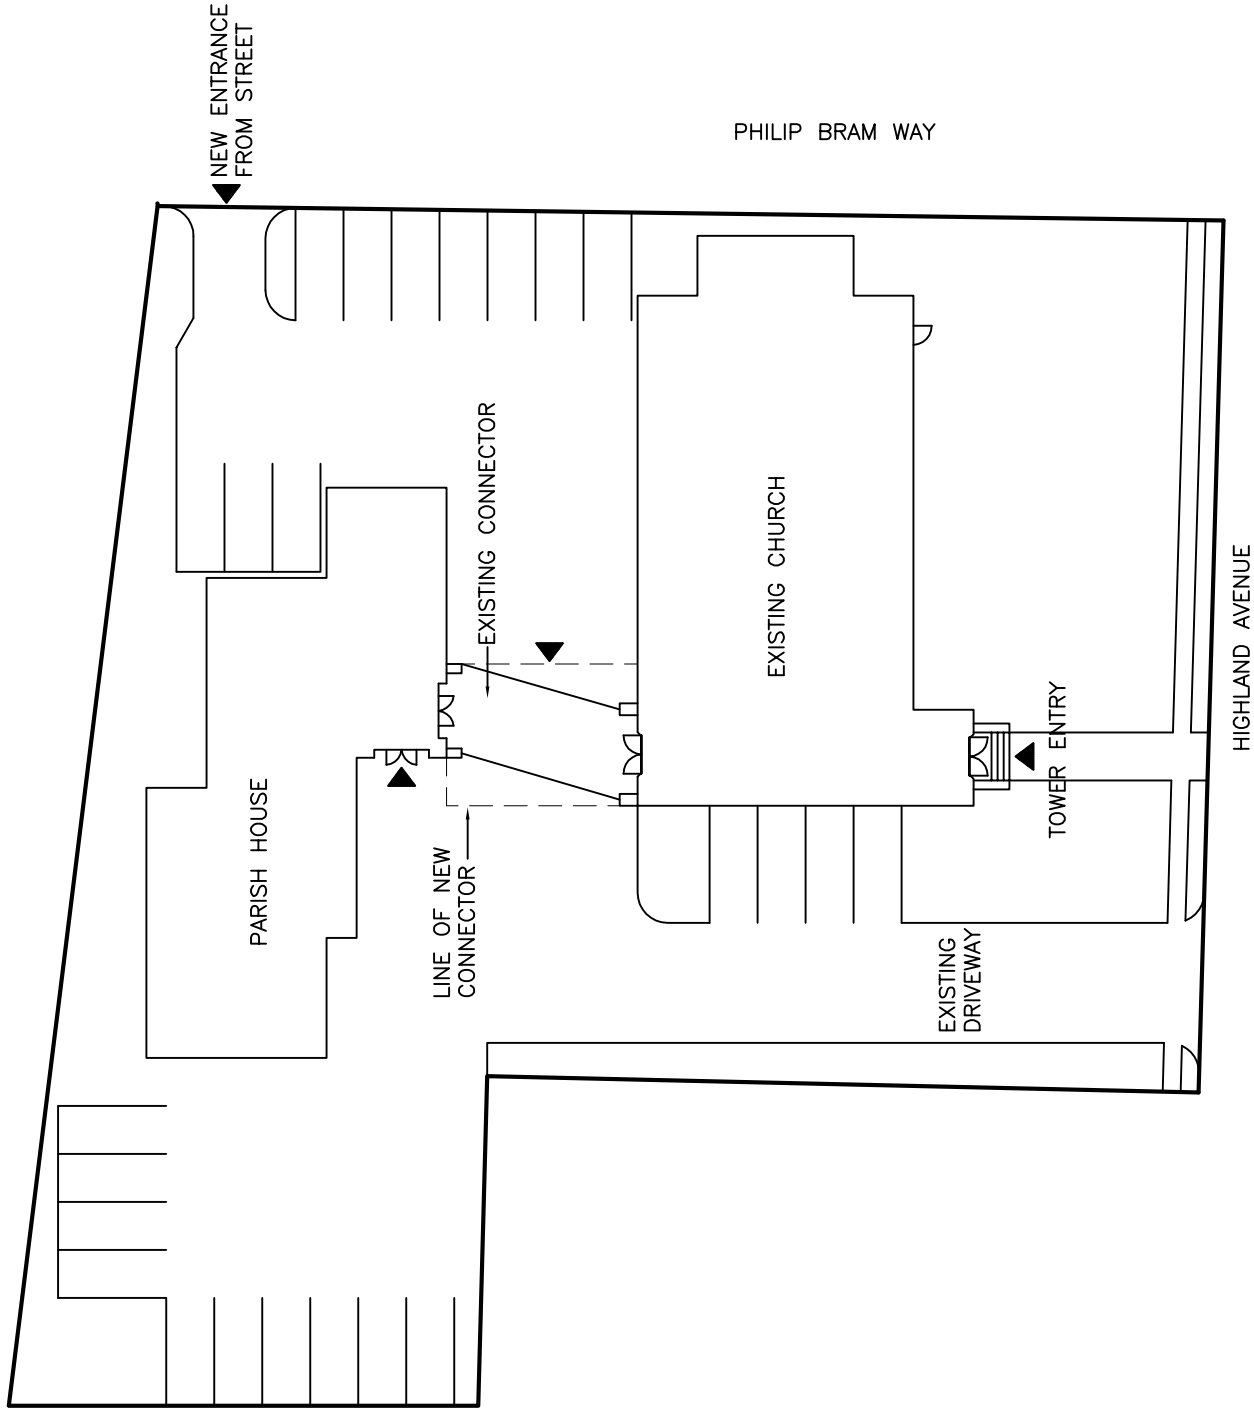 NEW ENTRANCE
FROM STREET
PHILIP BRAM WAY
EXISTING CONNECTOR
EXISTING CHURCH
PARISH HOUSE
LINE OF NEW
CONNECTOR
TOWER ENTRY
EXISTING
DRIVEWAY
HIGHLAND AVENUE